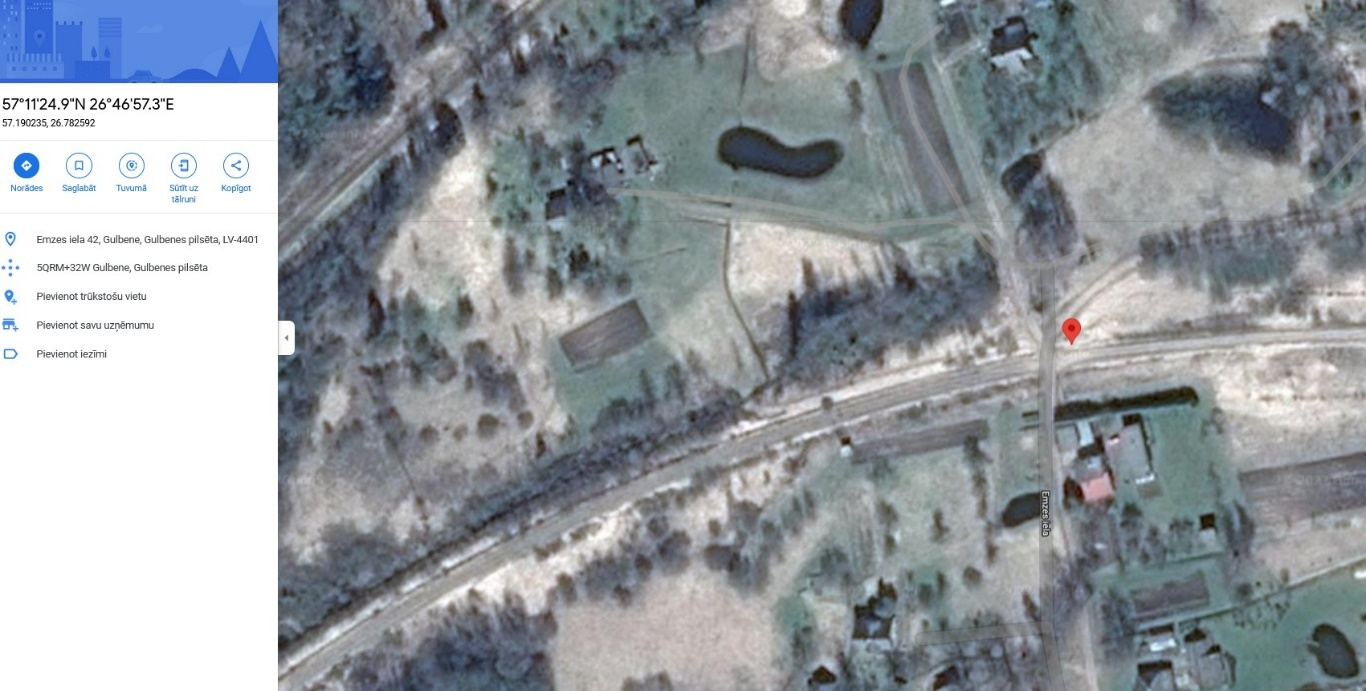 57°11'24.9"N 26°46'57.3"E
57.190235, 26.782592
Norādes
Saglabāt
Tuvumā
Sūtīt uz
tālruni
Kopīgot
Emzes iela 42, Gulbene, Gulbenes pilsēta, LV-4401
5QRM+32W Gulbene, Gulbenes pilsēta
Pievienot trūkstošu vietu
Pievienot savu uzņēmumu
Pievienot iezīmi
Emzes iela